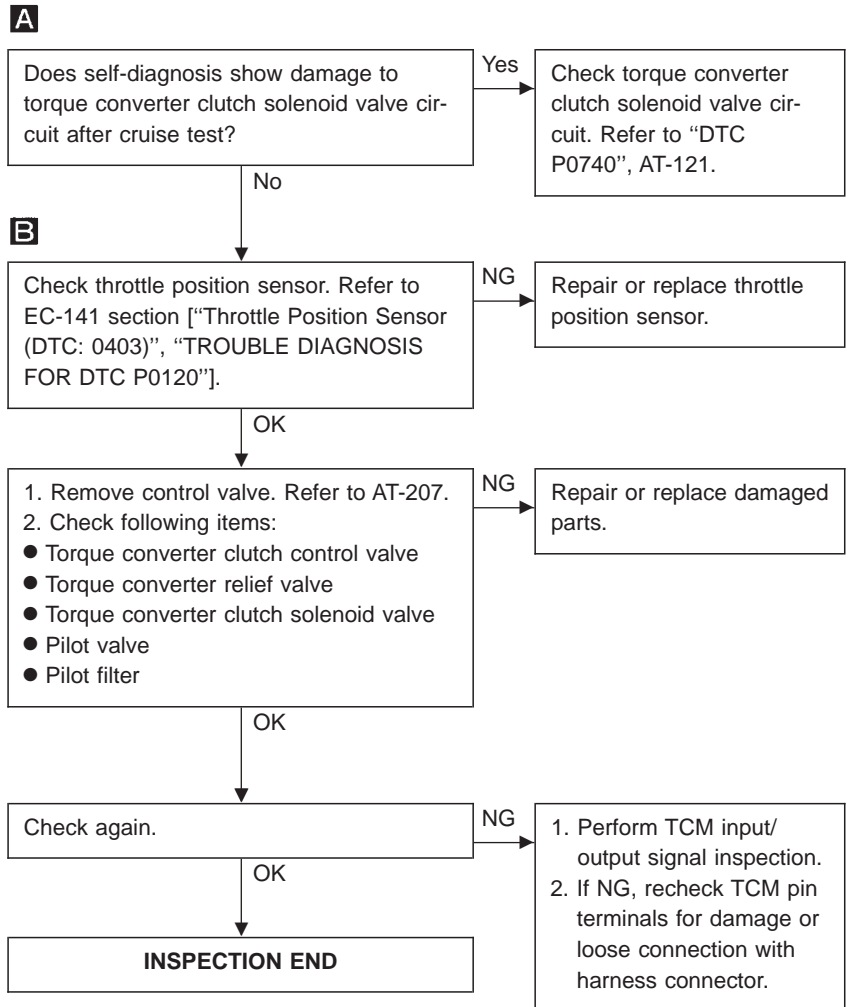 A
Does self-diagnosis show damage to
torque converter clutch solenoid valve cir-
cuit after cruise test?
Yes
Check torque converter
clutch solenoid valve cir-
cuit. Refer to “DTC
P0740”, AT-121.
No
B
Check throttle position sensor. Refer to
EC-141 section [“Throttle Position Sensor
(DTC: 0403)”, “TROUBLE DIAGNOSIS
FOR DTC P0120”].
NG
Repair or replace throttle
position sensor.
OK
1. Remove control valve. Refer to AT-207.
2. Check following items:
● Torque converter clutch control valve
● Torque converter relief valve
● Torque converter clutch solenoid valve
● Pilot valve
● Pilot filter
NG
Repair or replace damaged
parts.
OK
Check again.
NG
1. Perform TCM input/
output signal inspection.
2. If NG, recheck TCM pin
terminals for damage or
loose connection with
harness connector.
OK
INSPECTION END